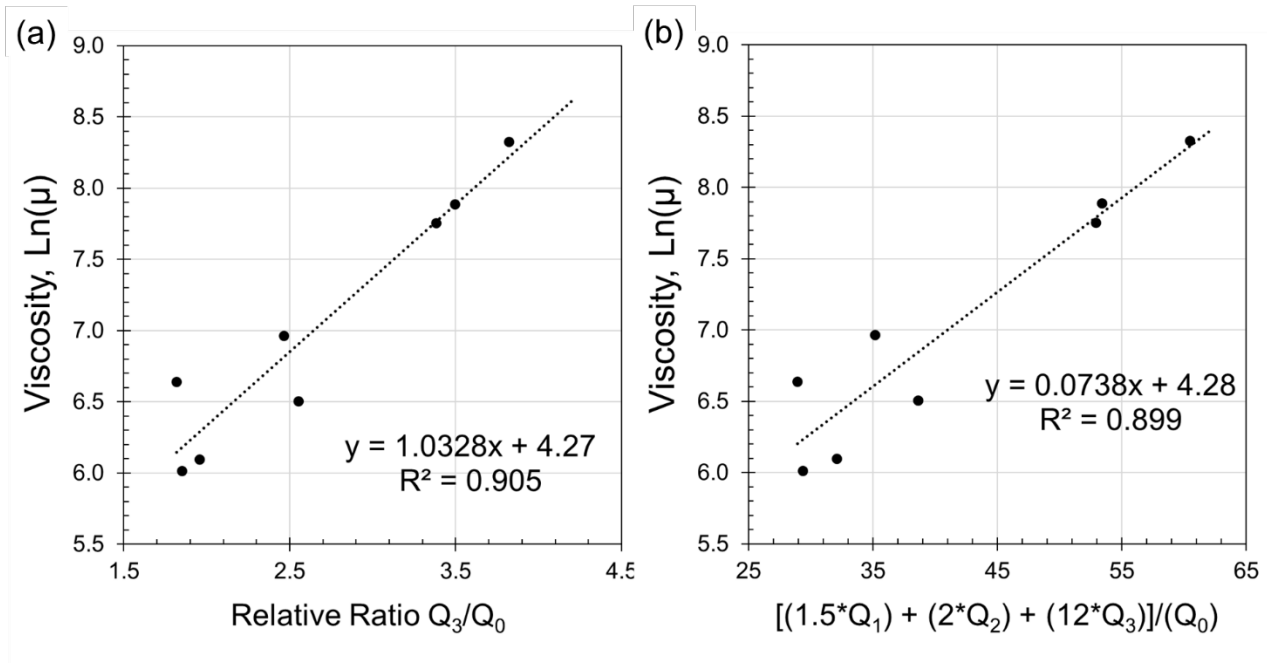 (a)
9.0
8.5
8.0
7.5
7.0
6.5
6.0
5.5
Viscosity, Ln(μ)
y = 1.0328x + 4.27
R² = 0.905
1.5 2.5 3.5 4.5
Relative Ratio Q₃/Q₀
(b)
9.0
8.5
8.0
7.5
7.0
6.5
6.0
5.5
Viscosity, Ln(μ)
y = 0.0738x + 4.28
R² = 0.899
25 35 45 55 65
[(1.5*Q₁) + (2*Q₂) + (12*Q₃)]/(Q₀)